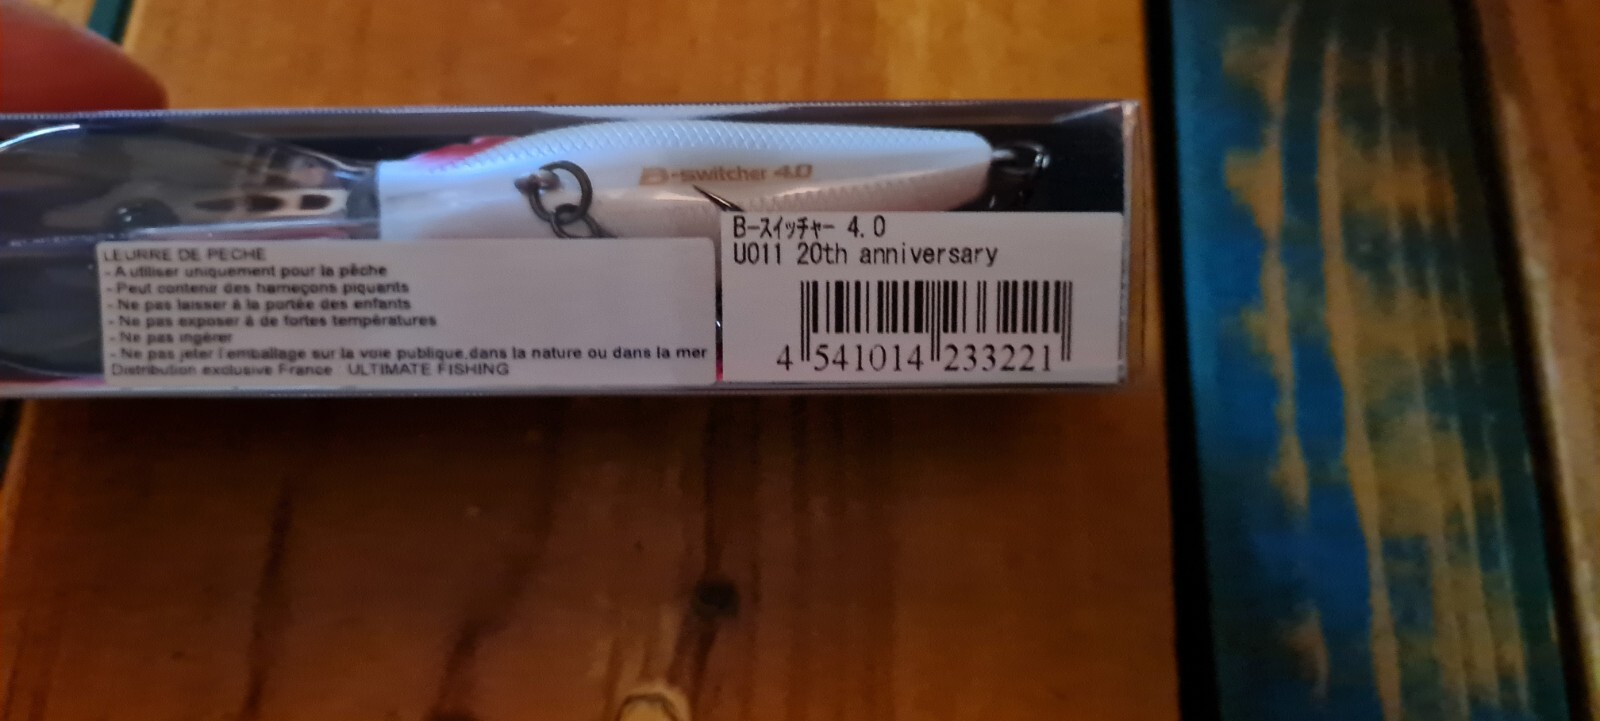 B-switcher 4.0
B-スイッチャー 4.0
U011 20th anniversary
4 541014 233221
LEURRE DE PECHE
- A utiliser uniquement pour la pêche
- Peut contenir des hameçons piquants
- Ne pas laisser à la portée des enfants
- Ne pas exposer à de fortes températures
- Ne pas ingérer
- Ne pas jeter l'emballage sur la voie publique,dans la nature ou dans la mer
Distribution exclusive France : ULTIMATE FISHING